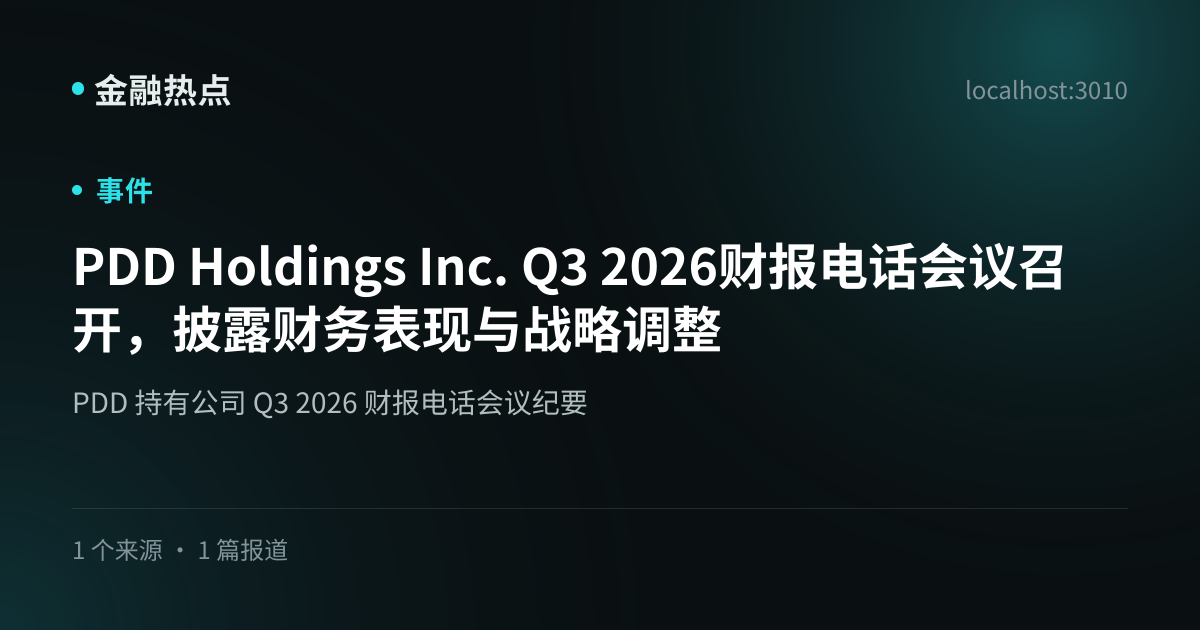 金融热点
localhost:3010
事件
PDD Holdings Inc. Q3 2026财报电话会议召
开，披露财务表现与战略调整
PDD 持有公司 Q3 2026 财报电话会议纪要
1 个来源 · 1 篇报道